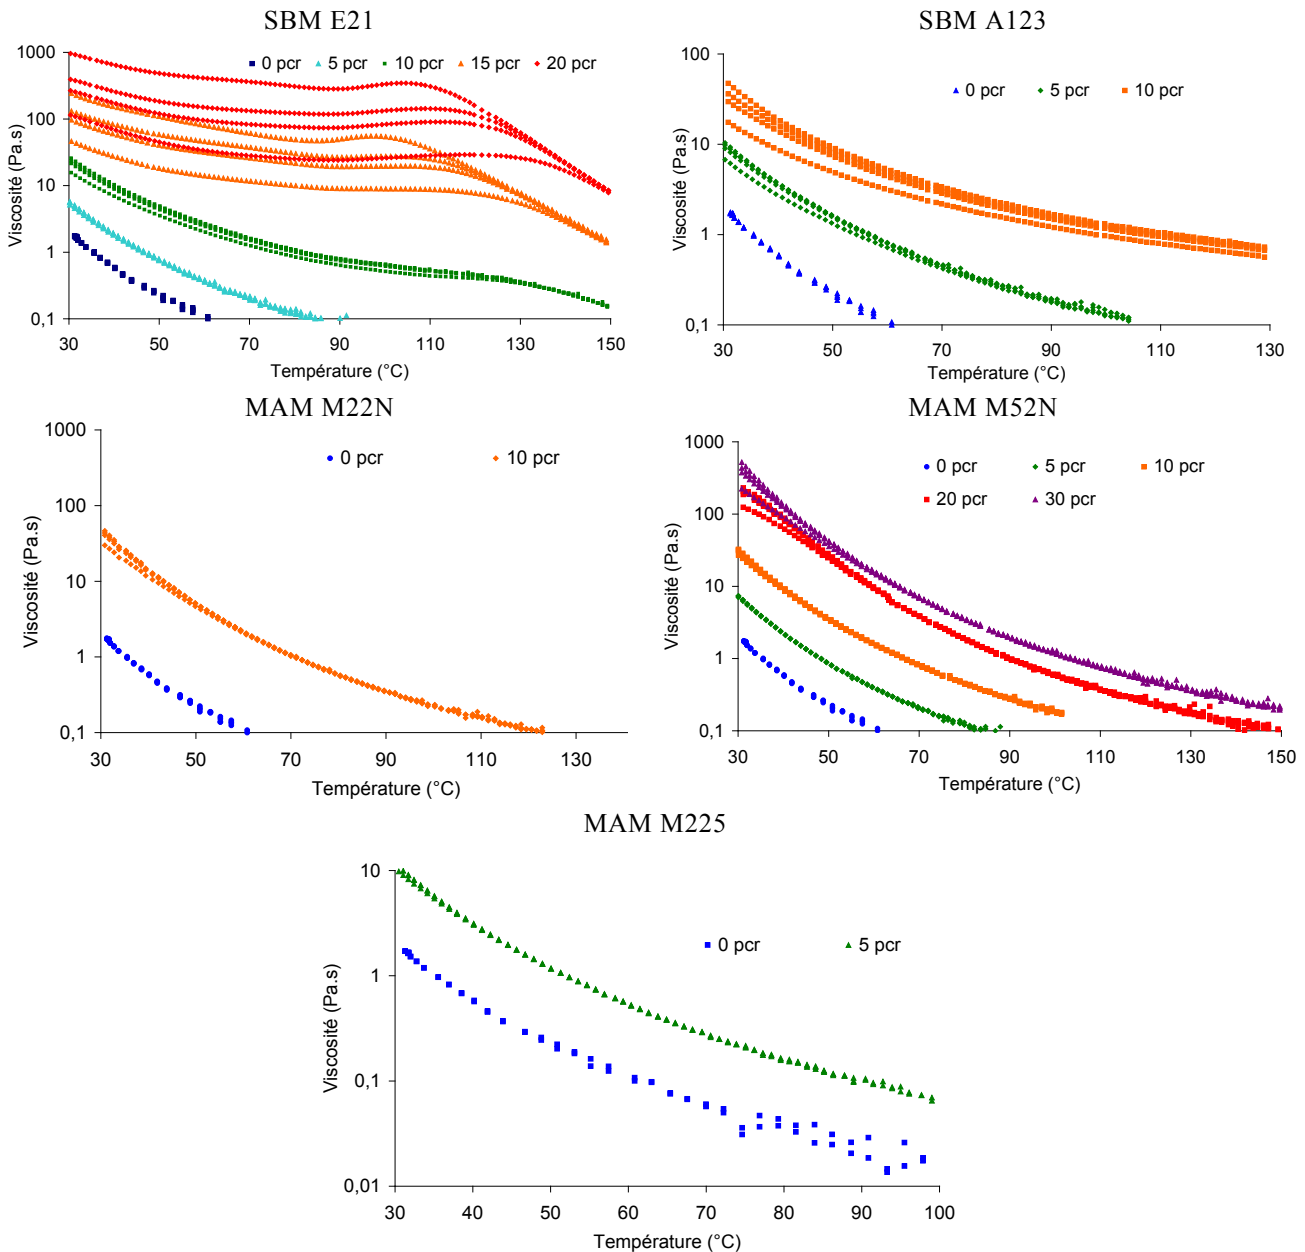 SBM E21
Viscosité (Pa.s)
1000
100
10
1
0,1
0 pcr 5 pcr 10 pcr 15 pcr 20 pcr
30 50 70 90 110 130 150
Température (°C)
SBM A123
Viscosité (Pa.s)
100
10
1
0,1
0 pcr 5 pcr 10 pcr
30 50 70 90 110 130
Température (°C)
MAM M22N
Viscosité (Pa.s)
1000
100
10
1
0,1
0 pcr 10 pcr
30 50 70 90 110 130
Température (°C)
MAM M52N
Viscosité (Pa.s)
1000
100
10
1
0,1
0 pcr 5 pcr 10 pcr
20 pcr 30 pcr
30 50 70 90 110 130 150
Température (°C)
MAM M225
Viscosité (Pa.s)
10
1
0,1
0,01
0 pcr 5 pcr
30 40 50 60 70 80 90 100
Température (°C)